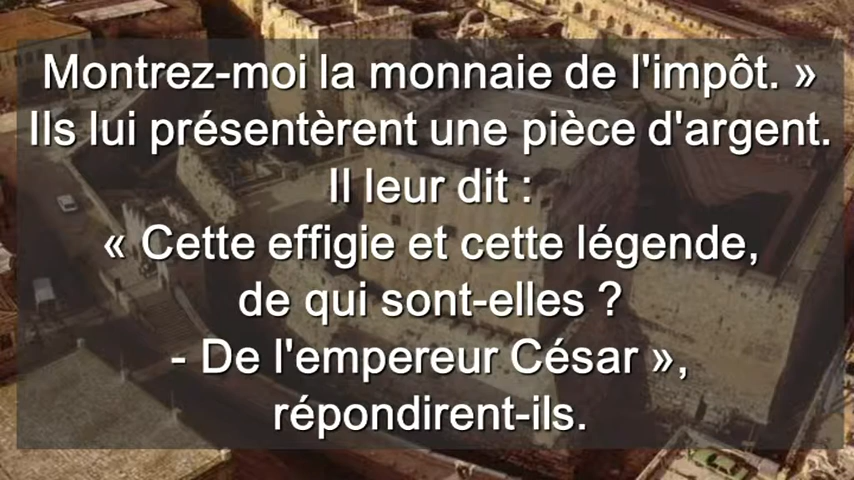 Montrez-moi la monnaie de l'impôt. »
Ils lui présentèrent une pièce d'argent.
Il leur dit :
« Cette effigie et cette légende,
de qui sont-elles ?
- De l'empereur César »,
répondirent-ils.